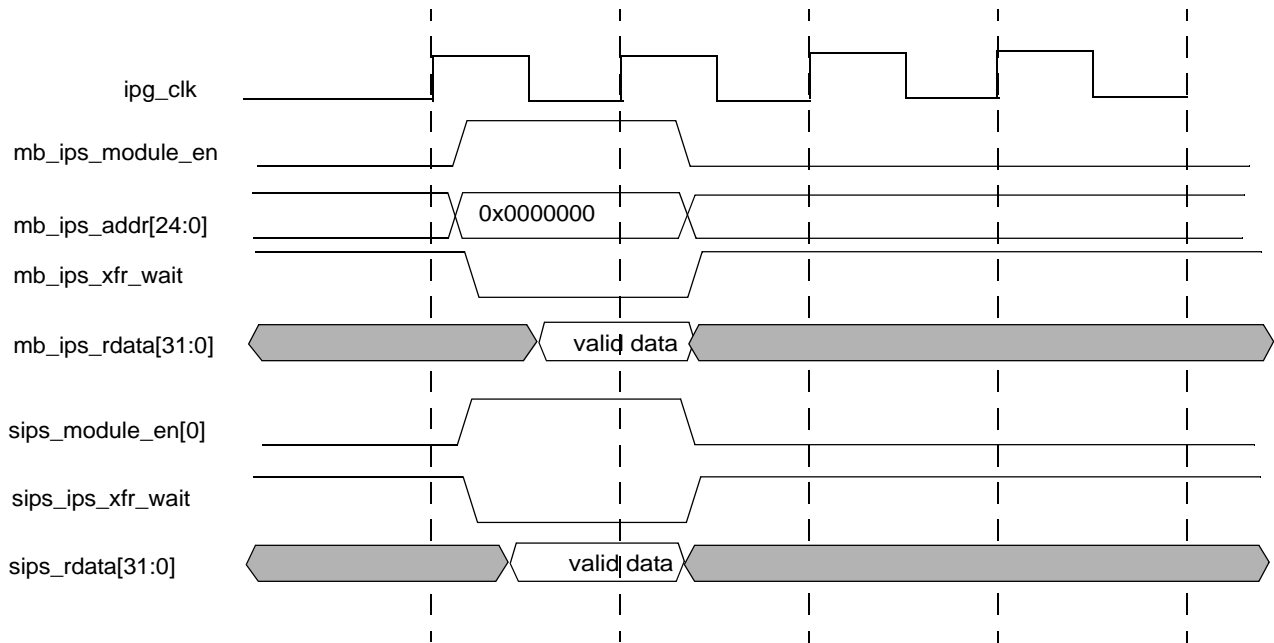 ipg_clk
mb_ips_module_en
mb_ips_addr[24:0]
0x0000000
mb_ips_xfr_wait
mb_ips_rdata[31:0]
valid data
sips_module_en[0]
sips_ips_xfr_wait
sips_rdata[31:0]
valid data